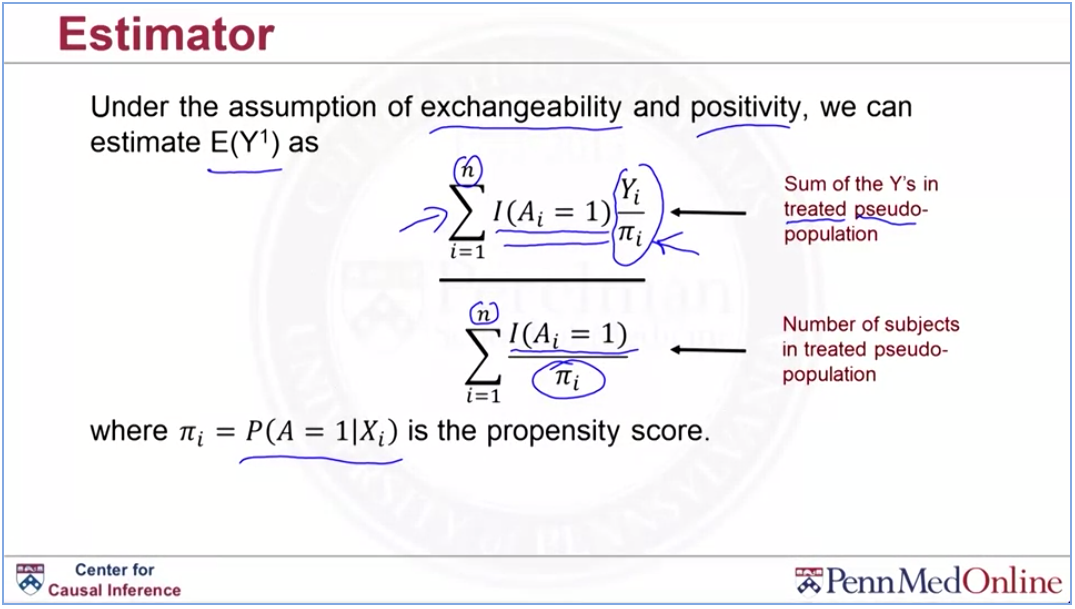 Estimator
Under the assumption of exchangeability and positivity, we can
estimate E(Y¹) as
n
∑ I(Aᵢ = 1) Yᵢ/πᵢ
i=1
Sum of the Y's in
treated pseudo-
population
n
∑ I(Aᵢ = 1)/πᵢ
i=1
Number of subjects
in treated pseudo-
population
where πᵢ = P(A = 1|Xᵢ) is the propensity score.
Center for
Causal Inference
PennMedOnline